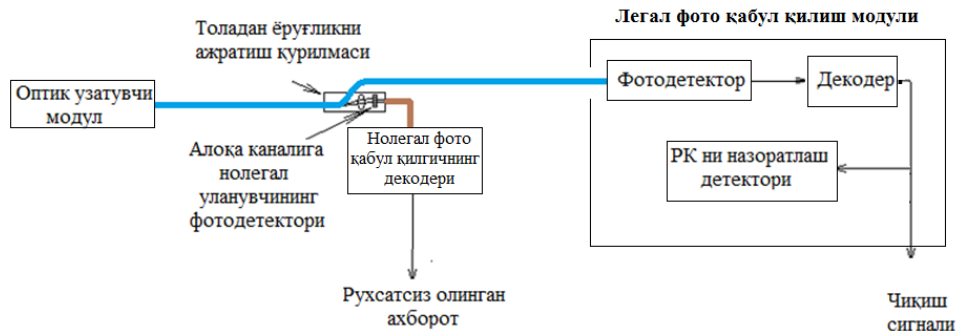 Легал фото қабул қилиш модули
Толадан ёруғликни
ажратиш қурилмаси
Оптик узатувчи
модул
Фотодетектор
Декодер
Алоқа каналига
нолегал
уланувчининг
фотодетектори
Нолегал фото
қабул қилгичнинг
декодери
РК ни назоратлаш
детектори
Рухсатсиз олинган
ахборот
Чиқиш
сигнали